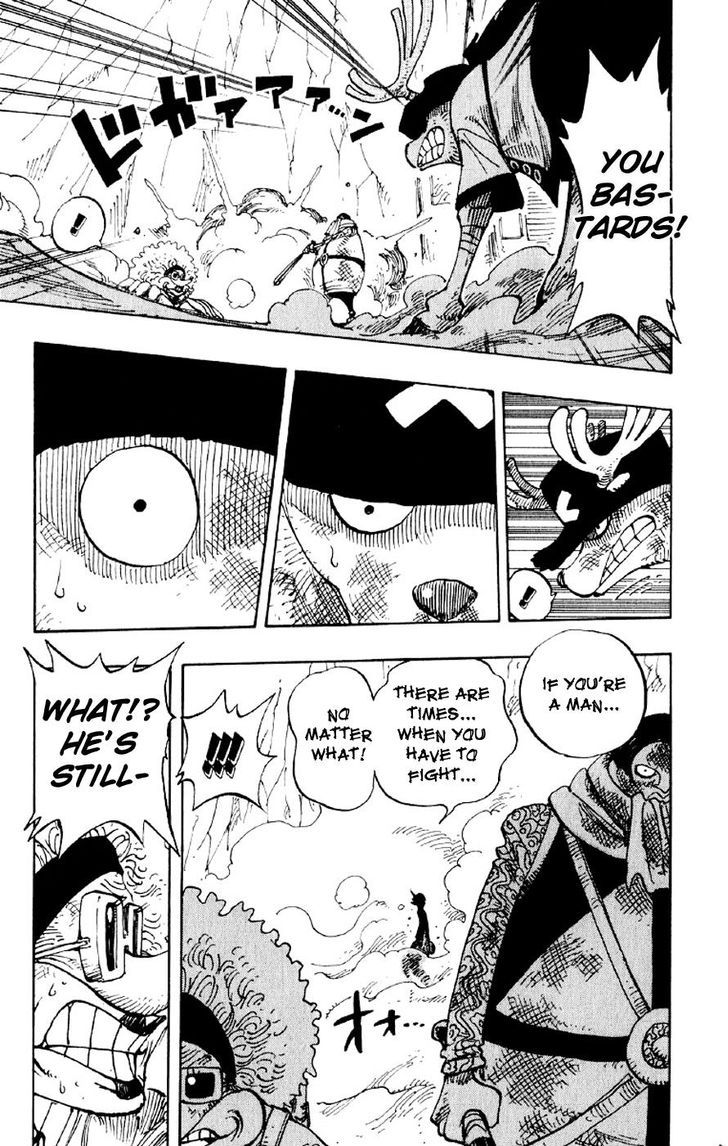 YOU
BAS-
TARDS!
ドガァァァ…ン
!
!
IF YOU'RE
A MAN...
THERE ARE
TIMES...
WHEN YOU
HAVE TO
FIGHT...
NO
MATTER
WHAT!
!!!
オォ…
WHAT!?
HE'S
STILL-